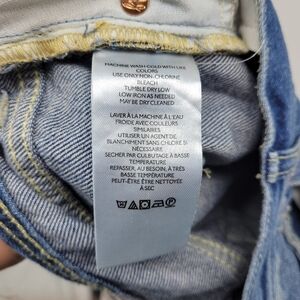 MACHINE WASH COLD WITH LIKE
COLORS
USE ONLY NON-CHLORINE
BLEACH
TUMBLE DRY LOW
LOW IRON AS NEEDED
MAY BE DRY CLEANED
LAVER À LA MACHINE À L'EAU
FROIDE AVEC COULEURS
SIMILAIRES
UTILISER UN AGENT DE
BLANCHIMENT SANS CHLORE SI
NÉCESSAIRE
SECHER PAR CULBUTAGE À BASSE
TEMPERATURE
REPASSER, AU BESOIN, À TRÈS
BASSE TEMPÉRATURE
PEUT-ÊTRE ÊTRE NETTOYÉE
À SEC